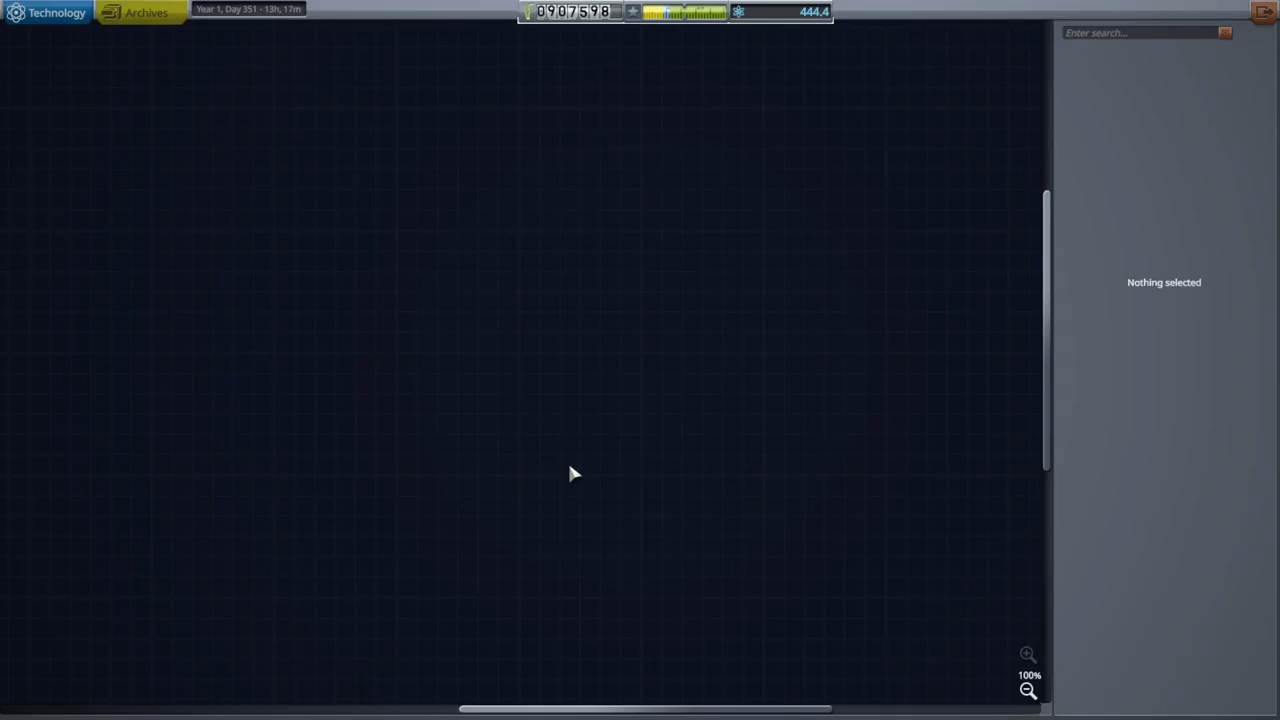 Technology
Archives
Year 1, Day 351 - 13h, 17m
0907598
444.4
Enter search...
Nothing selected
100%